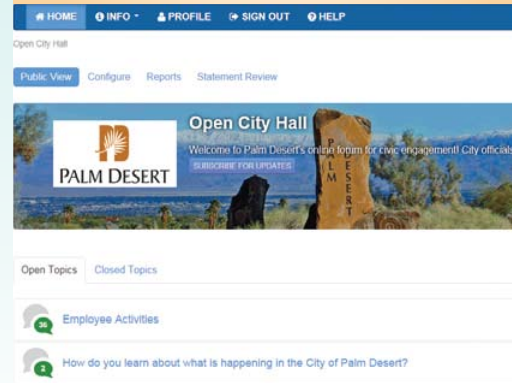 HOME INFO PROFILE SIGN OUT HELP
Open City Hall
Public View Configure Reports Statement Review
PALM DESERT
Open City Hall
Welcome to Palm Desert's online forum for civic engagement! City officials
SUBSCRIBE FOR UPDATES
PALM
DESERT
Open Topics Closed Topics
36 Employee Activities
2 How do you learn about what is happening in the City of Palm Desert?